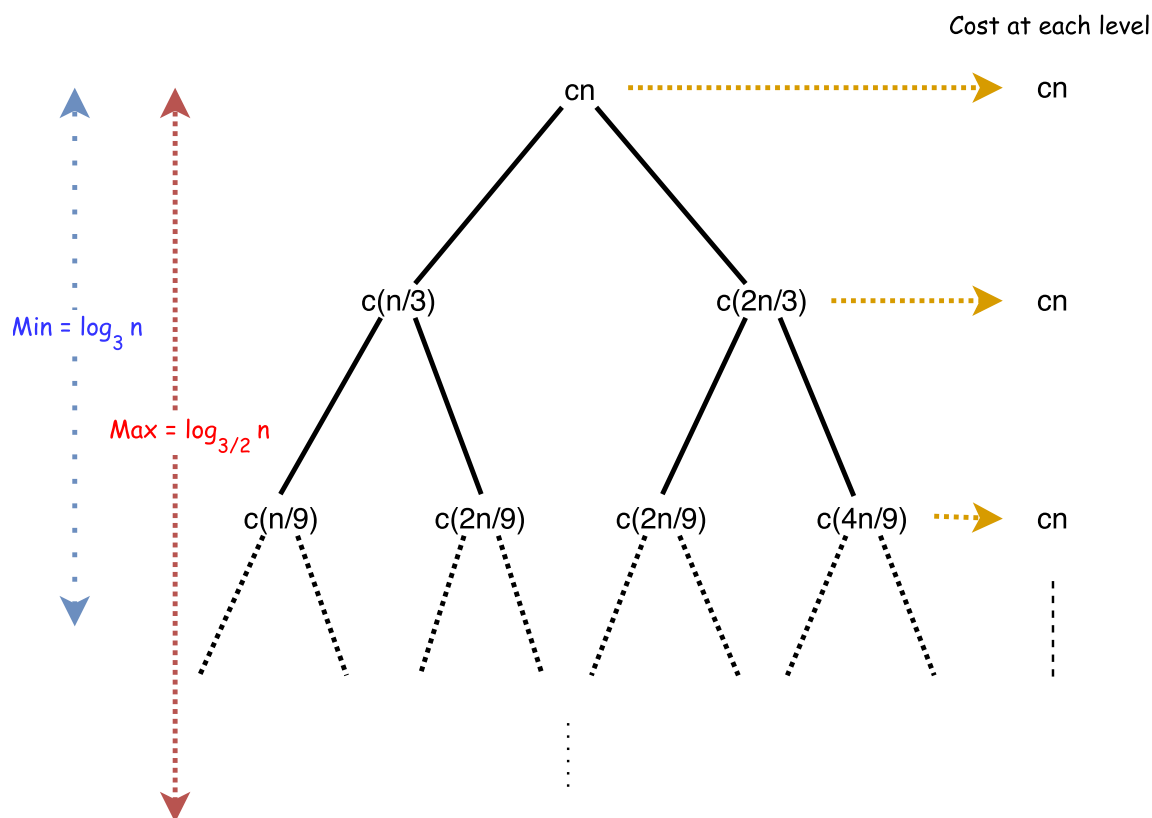 Cost at each level
cn
cn
c(n/3)
c(2n/3)
cn
Min = log₃ n
Max = log₃/₂ n
c(n/9)
c(2n/9)
c(2n/9)
c(4n/9)
cn